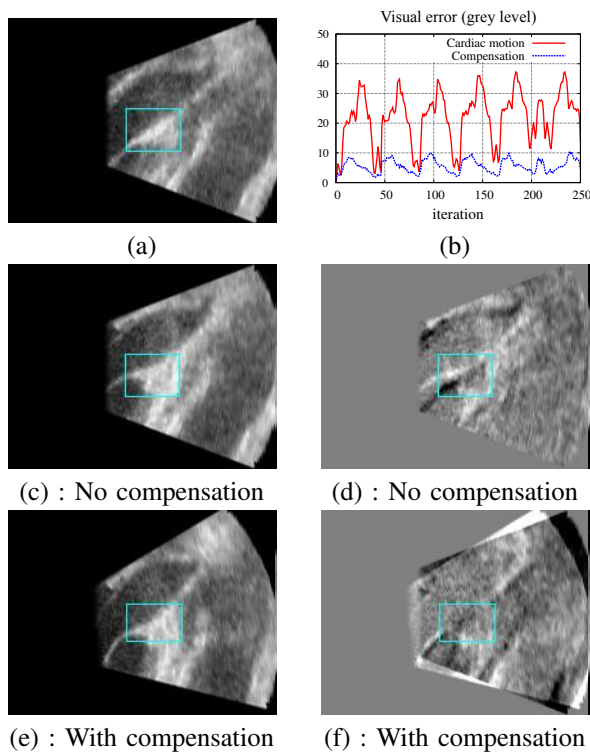 Visual error (grey level)
Cardiac motion
Compensation
50
40
30
20
10
0
0 50 100 150 200 250
iteration
(a) (b)
(c) : No compensation (d) : No compensation
(e) : With compensation (f) : With compensation